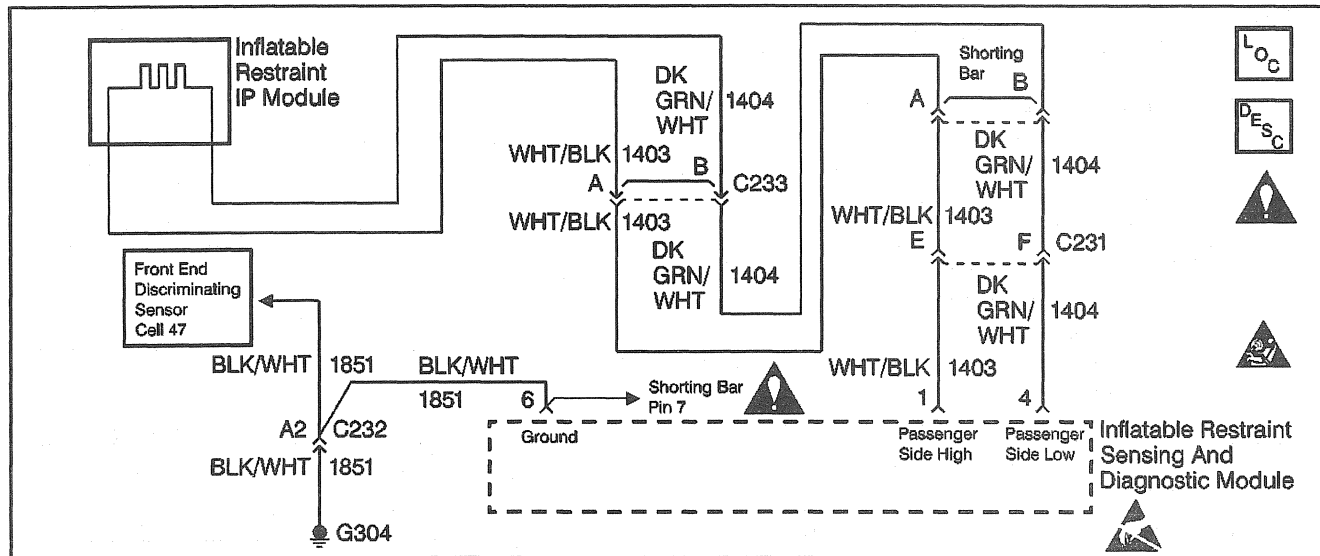 Inflatable
Restraint
IP Module
DK
GRN/
WHT
1404
WHT/BLK 1403
A
B
C233
WHT/BLK 1403
DK
GRN/
WHT
1404
Shorting
Bar
A
B
DK
GRN/
WHT
1404
WHT/BLK 1403
E
F
C231
DK
GRN/
WHT
1404
WHT/BLK 1403
1
4
LOC
DESC
Front End
Discriminating
Sensor
Cell 47
BLK/WHT 1851
BLK/WHT
1851
6
Shorting Bar
Pin 7
A2
C232
BLK/WHT 1851
G304
Ground
Passenger
Side High
Passenger
Side Low
Inflatable Restraint
Sensing And
Diagnostic Module